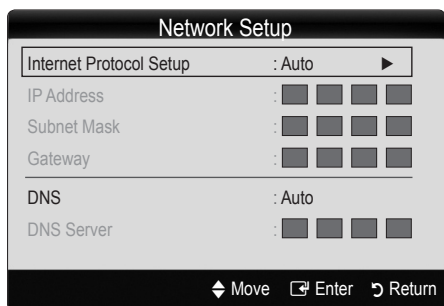 Network Setup
Internet Protocol Setup : Auto ►
IP Address :
Subnet Mask :
Gateway :
DNS : Auto
DNS Server :
Move Enter Return